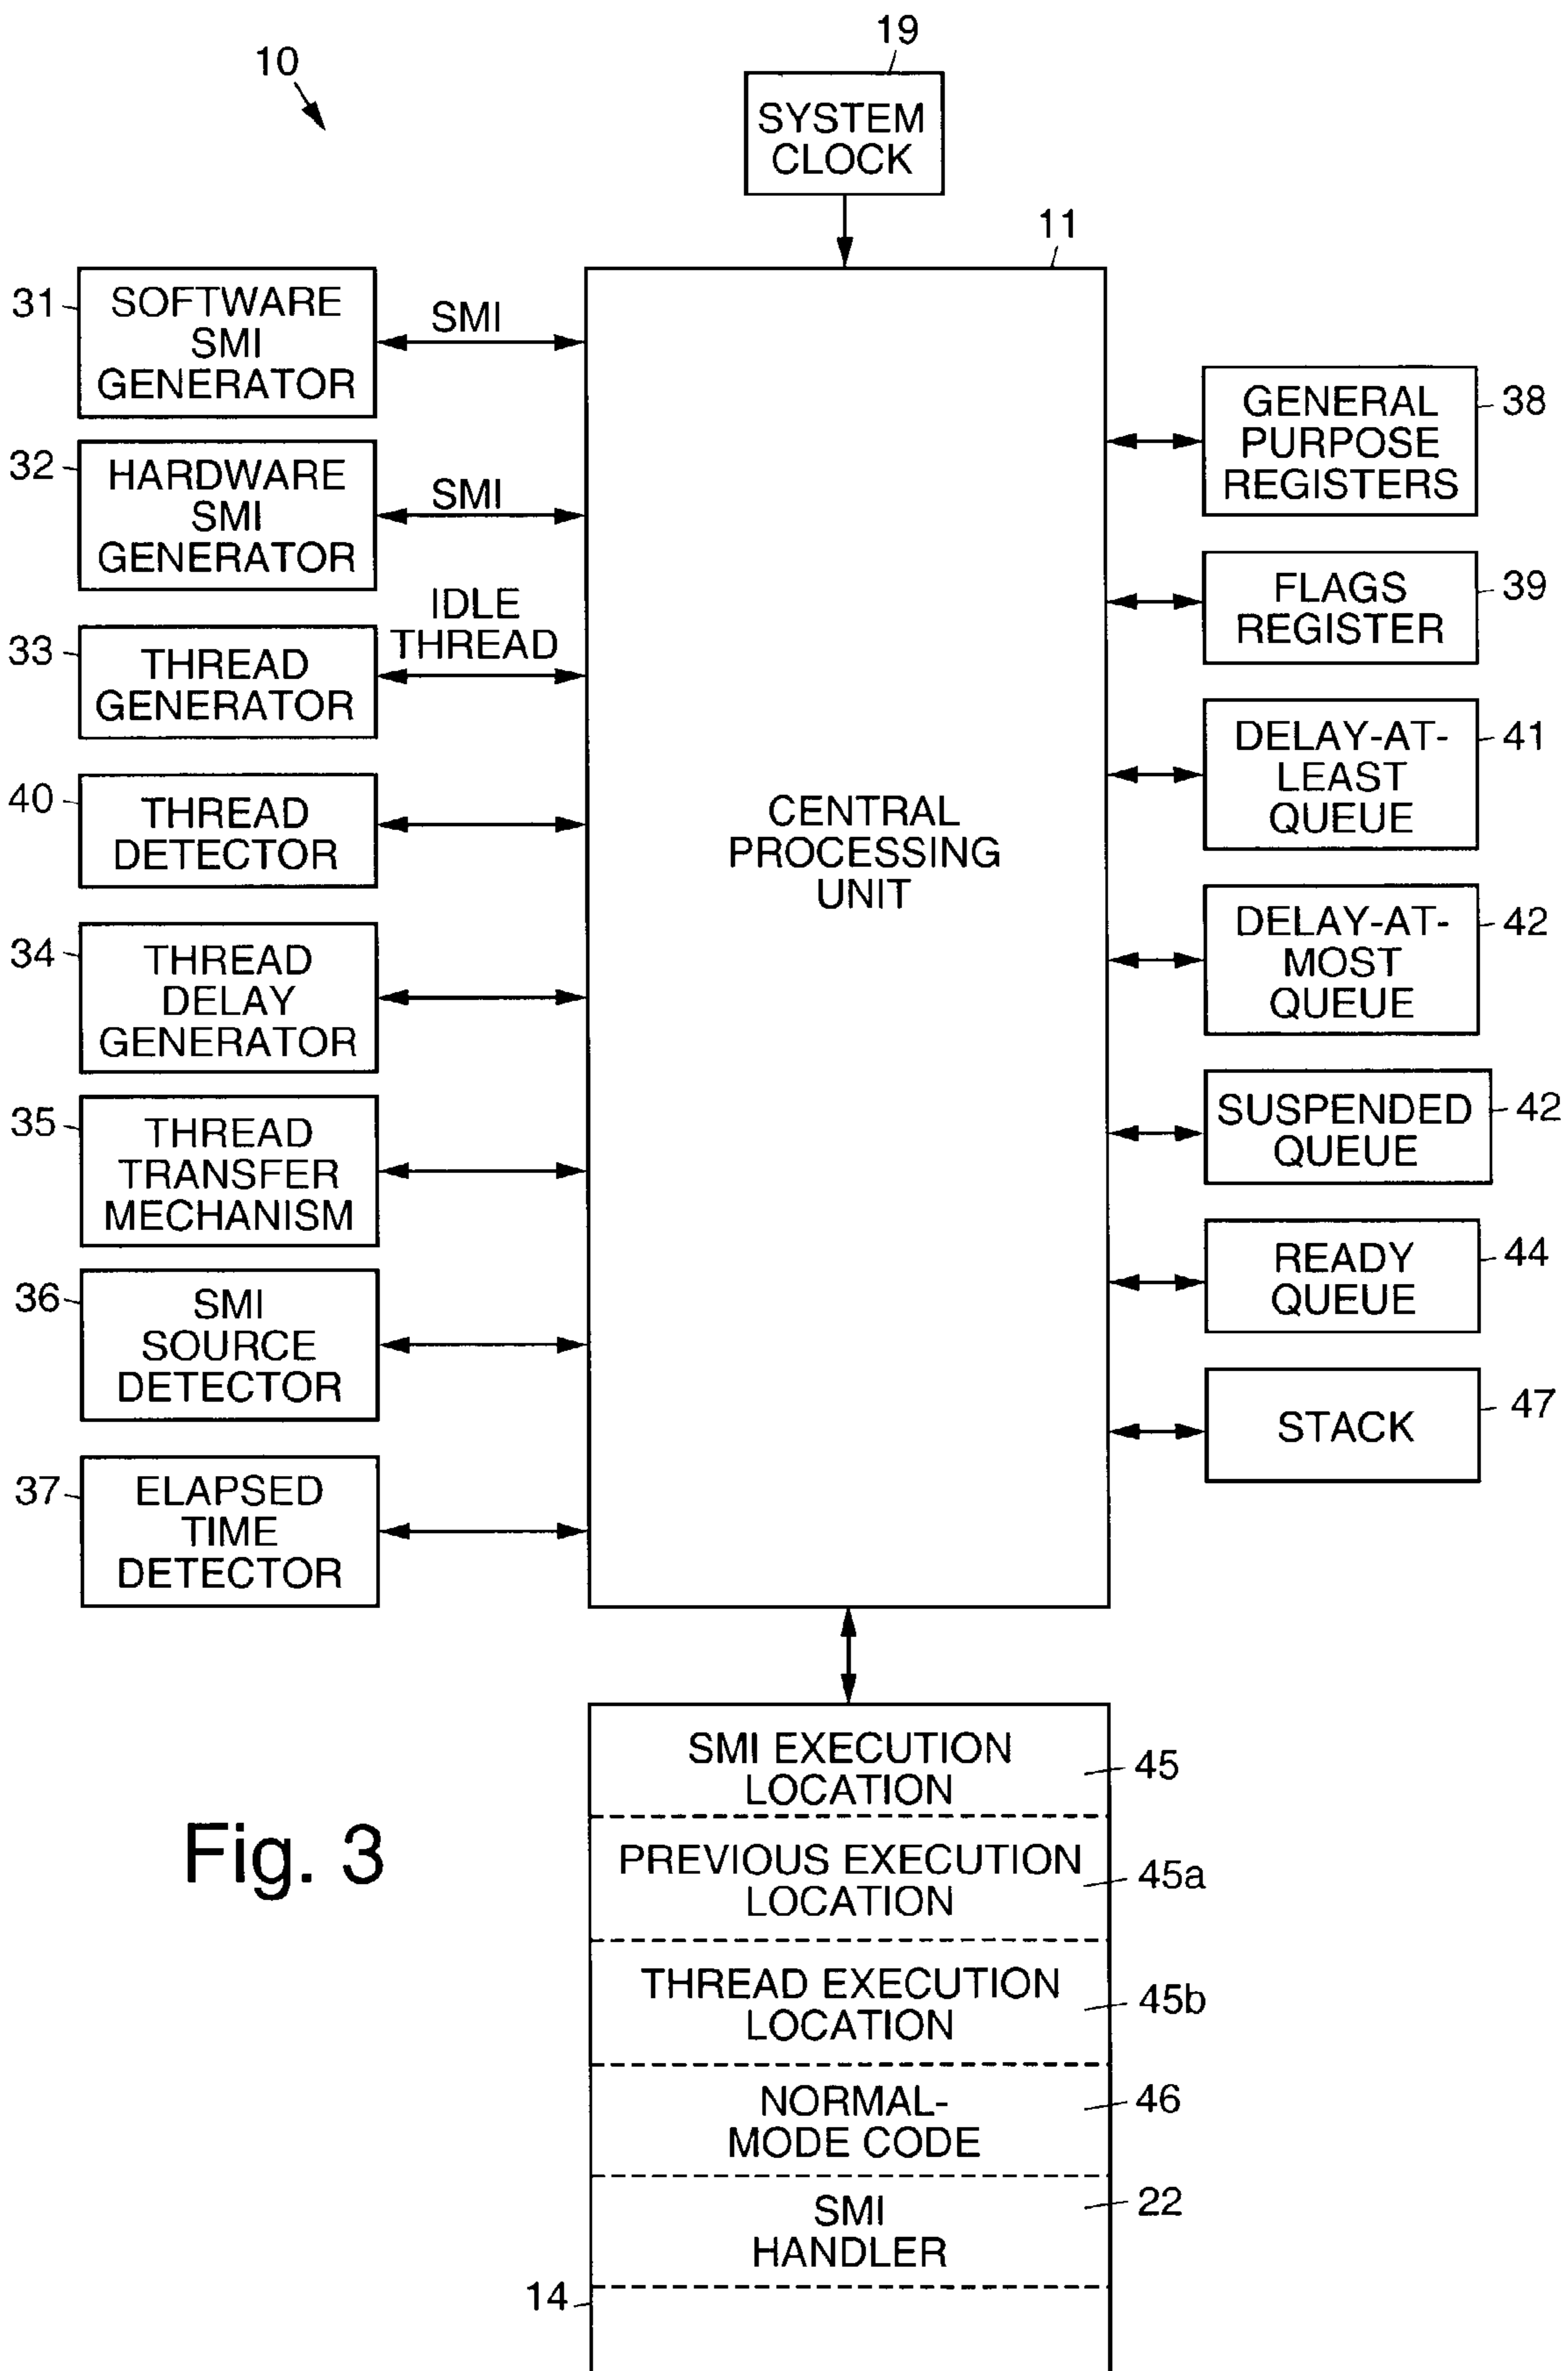 10
19
SYSTEM
CLOCK
11
31
SOFTWARE
SMI
GENERATOR
SMI
32
HARDWARE
SMI
GENERATOR
SMI
33
THREAD
GENERATOR
IDLE
THREAD
40
THREAD
DETECTOR
34
THREAD
DELAY
GENERATOR
35
THREAD
TRANSFER
MECHANISM
36
SMI
SOURCE
DETECTOR
37
ELAPSED
TIME
DETECTOR
CENTRAL
PROCESSING
UNIT
GENERAL
PURPOSE
REGISTERS
38
FLAGS
REGISTER
39
DELAY-AT-
LEAST
QUEUE
41
DELAY-AT-
MOST
QUEUE
42
SUSPENDED
QUEUE
42
READY
QUEUE
44
STACK
47
SMI EXECUTION
LOCATION
45
PREVIOUS EXECUTION
LOCATION
45a
THREAD EXECUTION
LOCATION
45b
NORMAL-
MODE CODE
46
SMI
HANDLER
22
14
Fig. 3